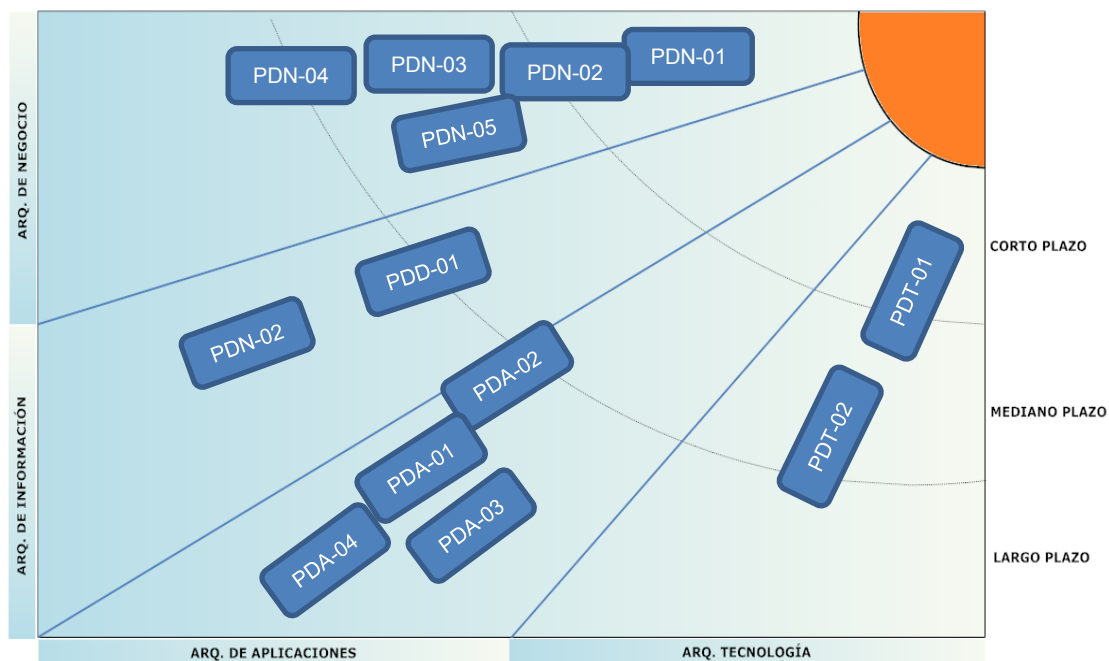 PDN-04
PDN-03
PDN-02
PDN-01
PDN-05
ARQ. DE NEGOCIO
CORTO PLAZO
PDD-01
PDT-01
PDN-02
PDA-02
MEDIANO PLAZO
PDT-02
PDA-01
ARQ. DE INFORMACIÓN
PDA-03
PDA-04
LARGO PLAZO
ARQ. DE APLICACIONES
ARQ. TECNOLOGÍA